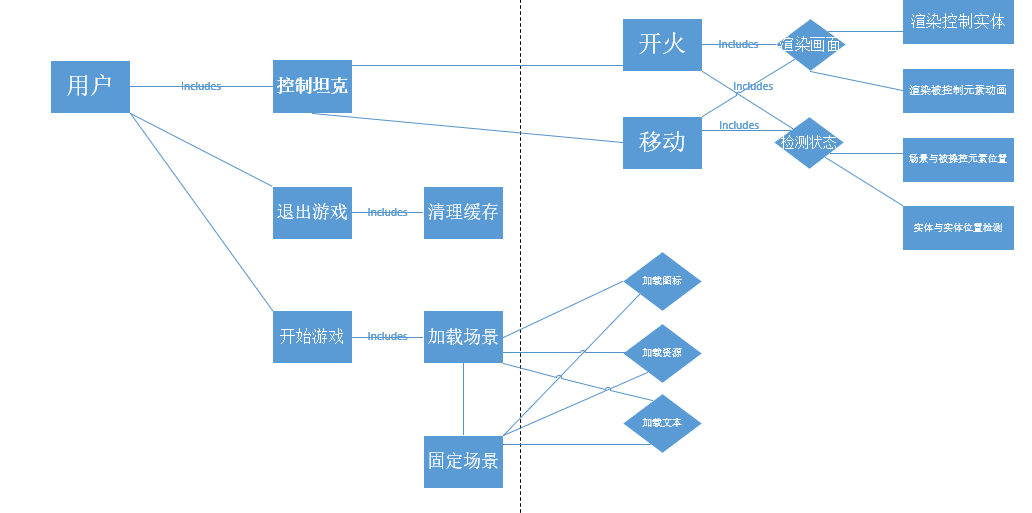 用户
Includes
控制坦克
开火
Includes
渲染画面
渲染控制实体
渲染被控制元素动画
Includes
移动
Includes
检测状态
场景与被操控元素位置
实体与实体位置检测
退出游戏
Includes
清理缓存
开始游戏
Includes
加载场景
加载图标
加载资源
加载文本
固定场景